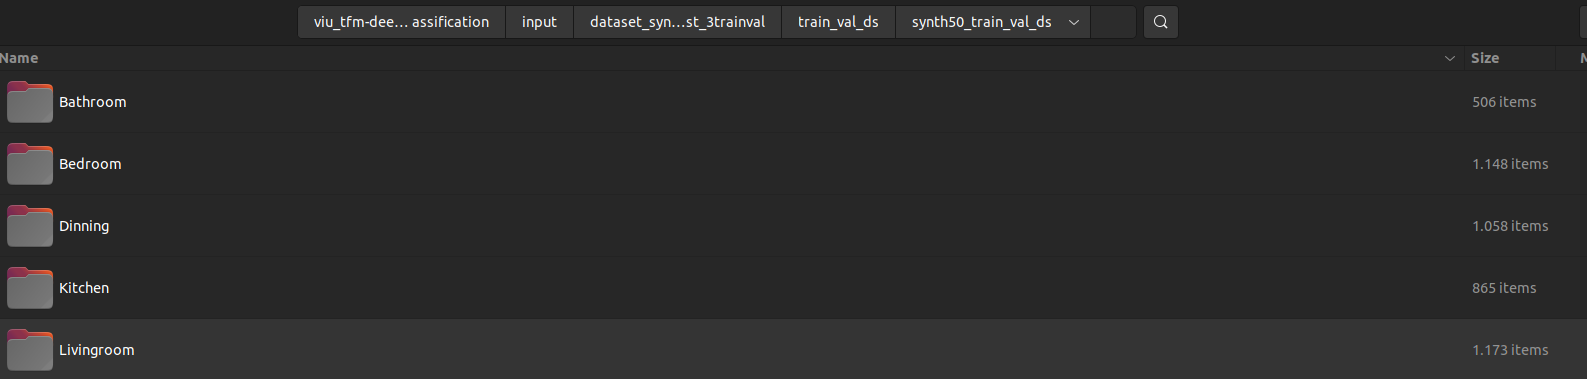 viu_tfm-dee... assification input dataset_syn...st_3trainval train_val_ds synth50_train_val_ds
Name Size
Bathroom 506 items
Bedroom 1.148 items
Dinning 1.058 items
Kitchen 865 items
Livingroom 1.173 items